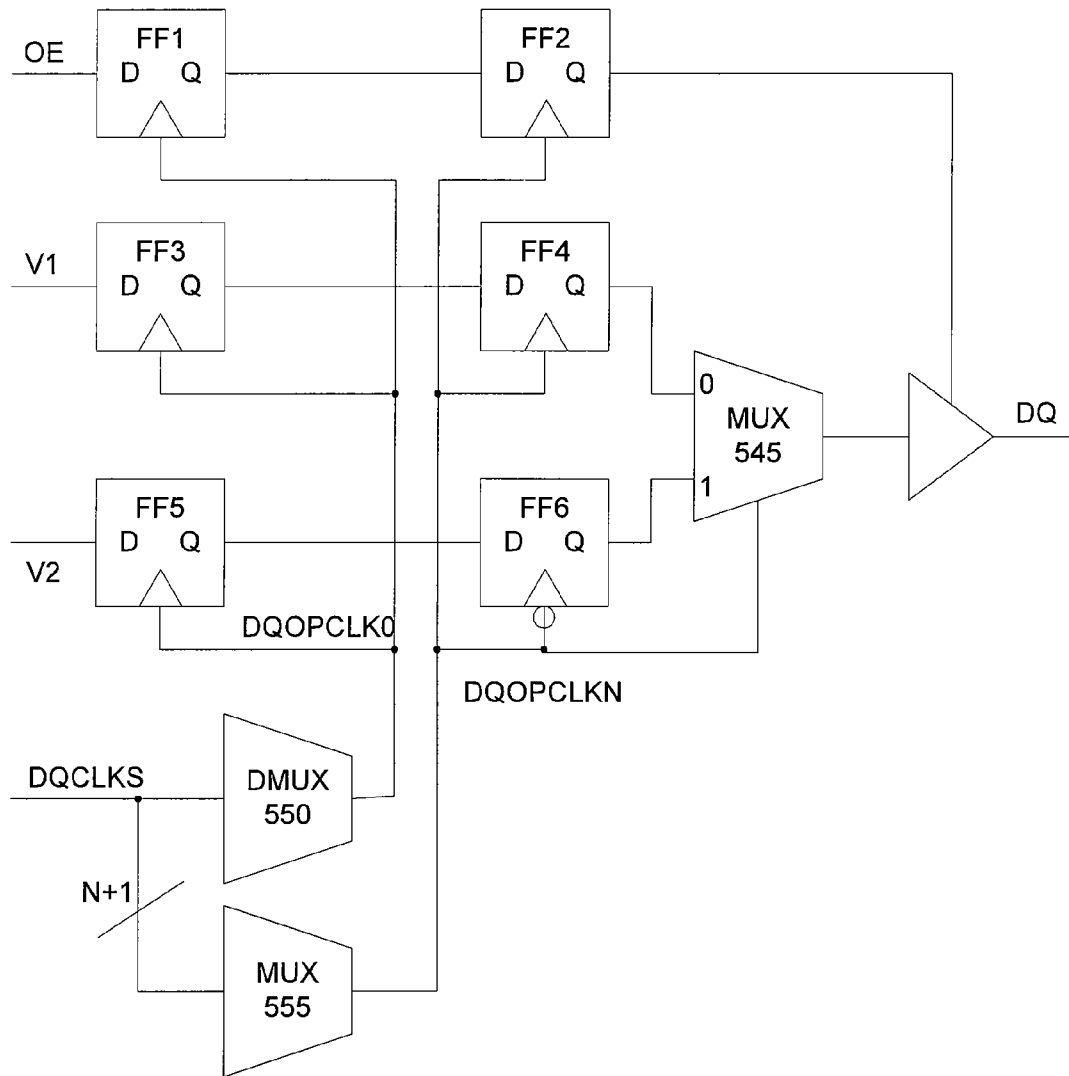 OE
FF1
D Q
FF2
D Q
V1
FF3
D Q
FF4
D Q
0
MUX
545
1
DQ
V2
FF5
D Q
FF6
D Q
DQOPCLK0
DQOPCLKN
DQCLKS
DMUX
550
N+1
MUX
555